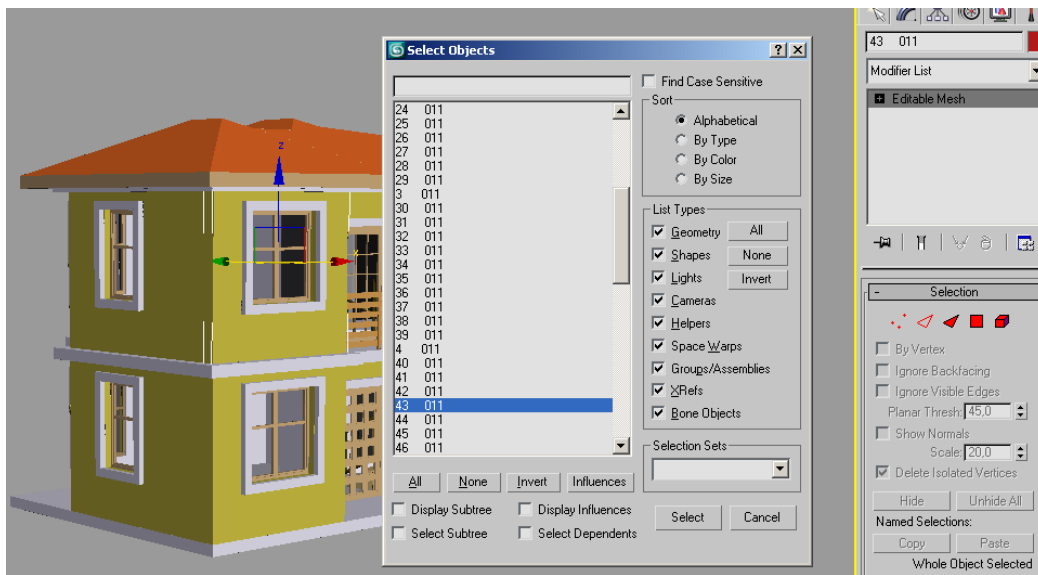 Select Objects
Find Case Sensitive
24 011
25 011
26 011
27 011
28 011
29 011
3 011
30 011
31 011
32 011
33 011
34 011
35 011
36 011
37 011
38 011
39 011
4 011
40 011
41 011
42 011
43 011
44 011
45 011
46 011
Sort
Alphabetical
By Type
By Color
By Size
List Types
Geometry All
Shapes None
Lights Invert
Cameras
Helpers
Space Warps
Groups/Assemblies
XRefs
Bone Objects
Selection Sets
All None Invert Influences
Display Subtree Display Influences
Select Subtree Select Dependents
Select Cancel
z
x
43 011
Modifier List
Editable Mesh
- Selection
By Vertex
Ignore Backfacing
Ignore Visible Edges
Planar Thresh: 45,0
Show Normals
Scale: 20,0
Delete Isolated Vertices
Hide Unhide All
Named Selections:
Copy Paste
Whole Object Selected